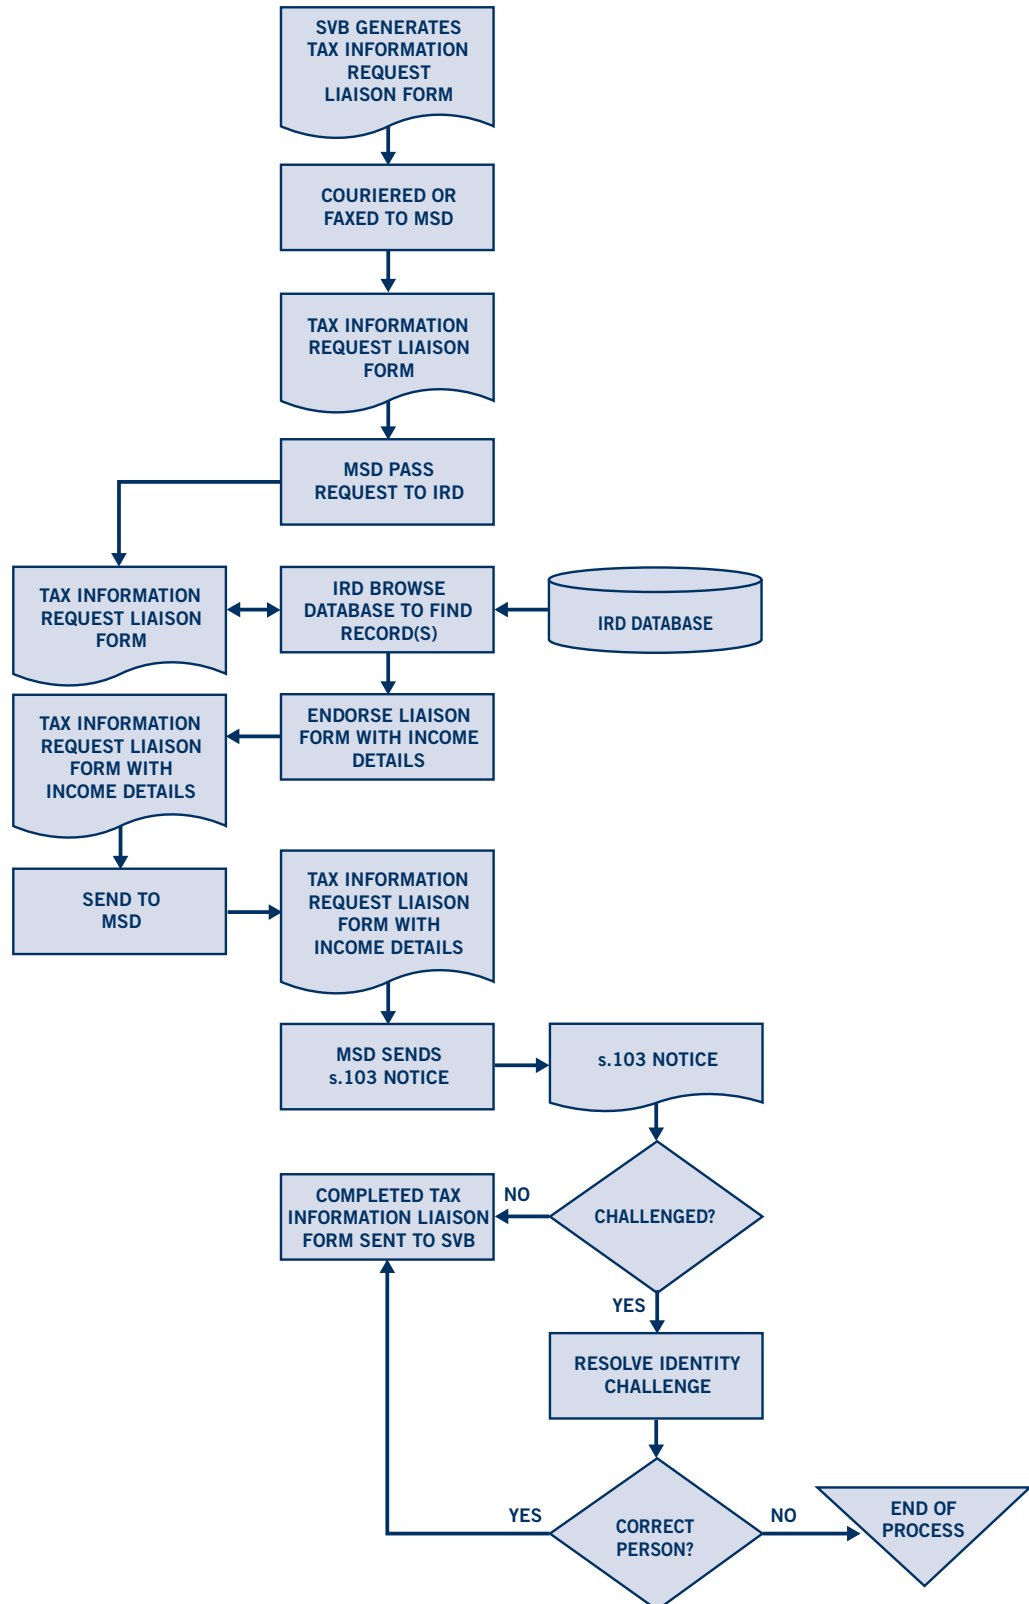 SVB GENERATES
TAX INFORMATION
REQUEST
LIAISON FORM
COURIERED OR
FAXED TO MSD
TAX INFORMATION
REQUEST LIAISON
FORM
MSD PASS
REQUEST TO IRD
TAX INFORMATION
REQUEST LIAISON
FORM
IRD BROWSE
DATABASE TO FIND
RECORD(S)
IRD DATABASE
TAX INFORMATION
REQUEST LIAISON
FORM WITH
INCOME DETAILS
ENDORSE LIAISON
FORM WITH INCOME
DETAILS
SEND TO
MSD
TAX INFORMATION
REQUEST LIAISON
FORM WITH
INCOME DETAILS
MSD SENDS
s.103 NOTICE
s.103 NOTICE
COMPLETED TAX
INFORMATION LIAISON
FORM SENT TO SVB
NO
CHALLENGED?
YES
RESOLVE IDENTITY
CHALLENGE
YES
CORRECT
PERSON?
NO
END OF
PROCESS